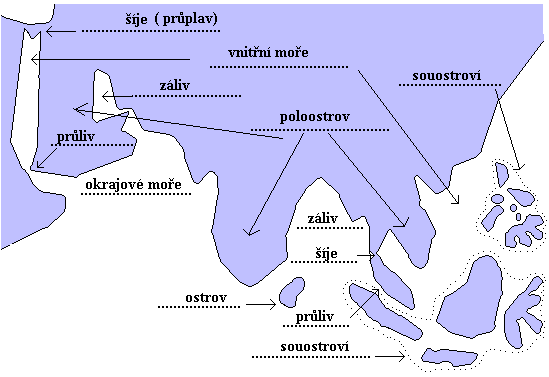 šíje ( průplav)
vnitřní moře
souostroví
záliv
poloostrov
průliv
okrajové moře
záliv
šíje
ostrov
průliv
souostroví